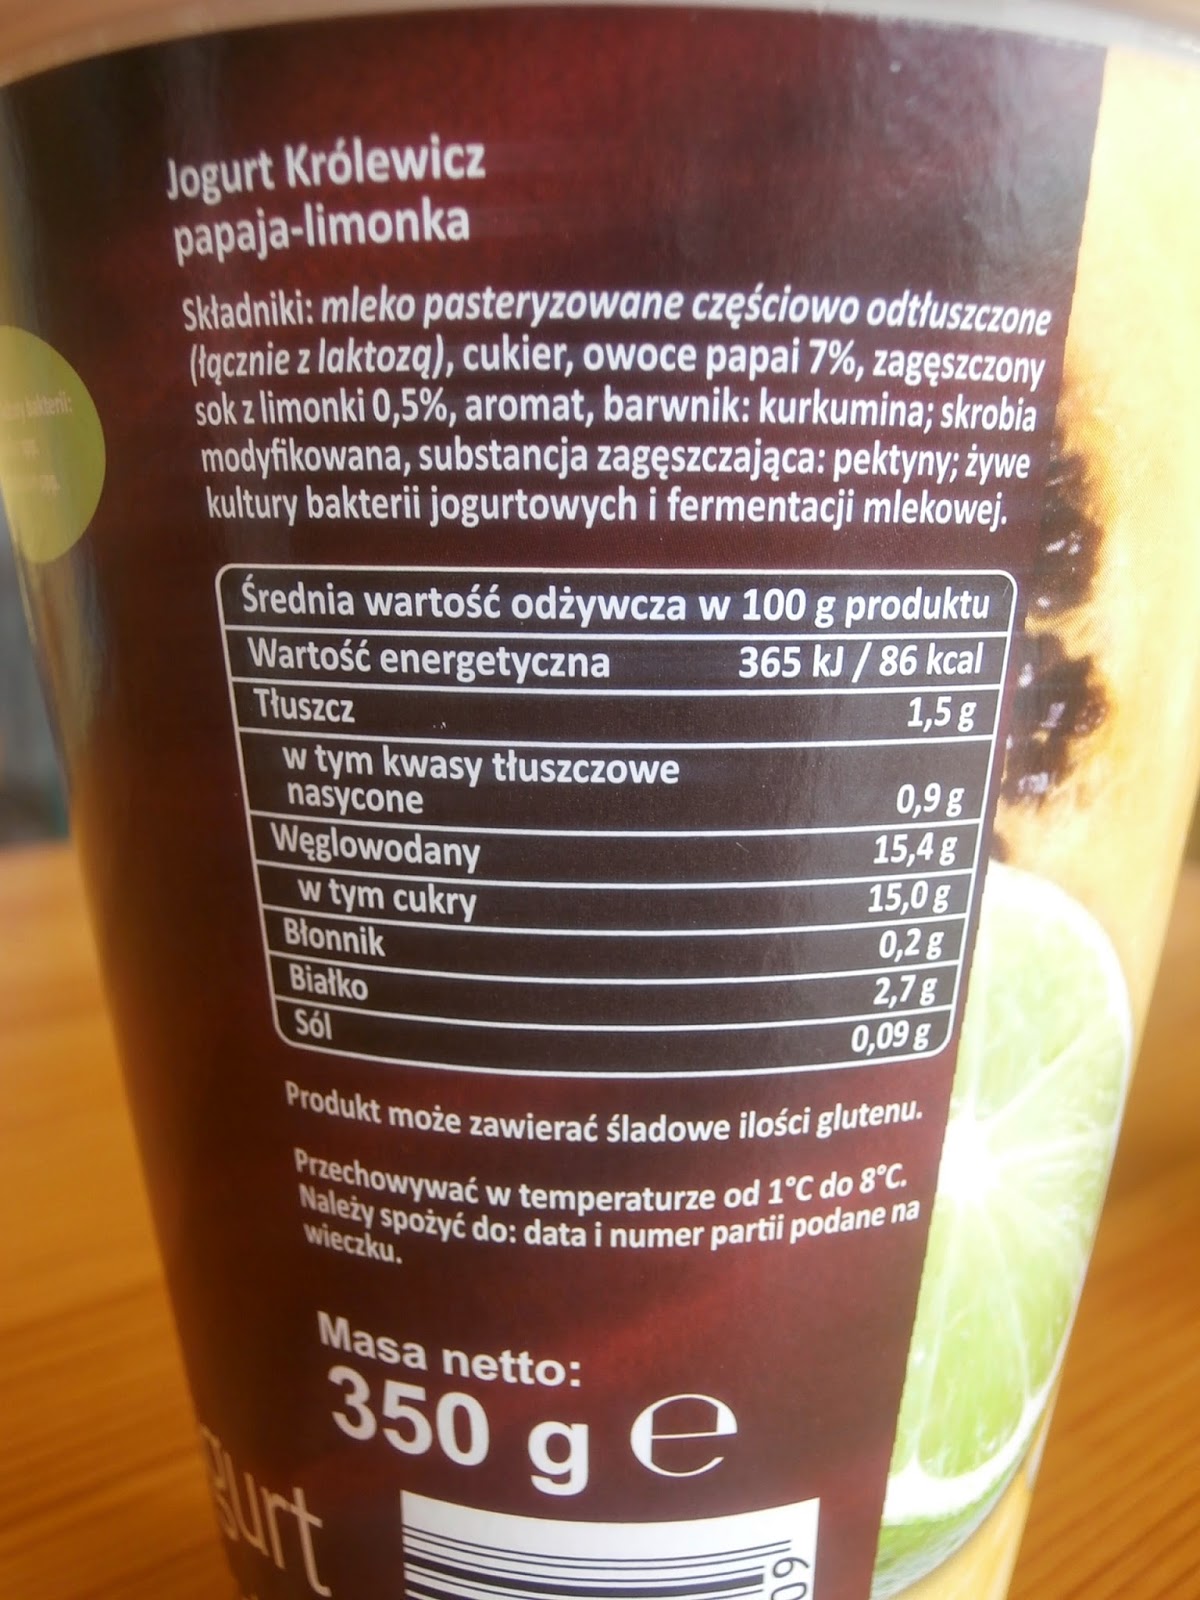 Jogurt Królewicz
papaja-limonka
Składniki: mleko pasteryzowane częściowo odtłuszczone
(łącznie z laktozą), cukier, owoce papai 7%, zagęszczony
sok z limonki 0,5%, aromat, barwnik: kurkumina; skrobia
modyfikowana, substancja zagęszczająca: pektyny; żywe
kultury bakterii jogurtowych i fermentacji mlekowej.
Średnia wartość odżywcza w 100 g produktu
Wartość energetyczna 365 kJ / 86 kcal
Tłuszcz 1,5 g
w tym kwasy tłuszczowe
nasycone 0,9 g
Węglowodany 15,4 g
w tym cukry 15,0 g
Błonnik 0,2 g
Białko 2,7 g
Sól 0,09 g
Produkt może zawierać śladowe ilości glutenu.
Przechowywać w temperaturze od 1°C do 8°C.
Należy spożyć do: data i numer partii podane na
wieczku.
Masa netto:
350 g e
gurt